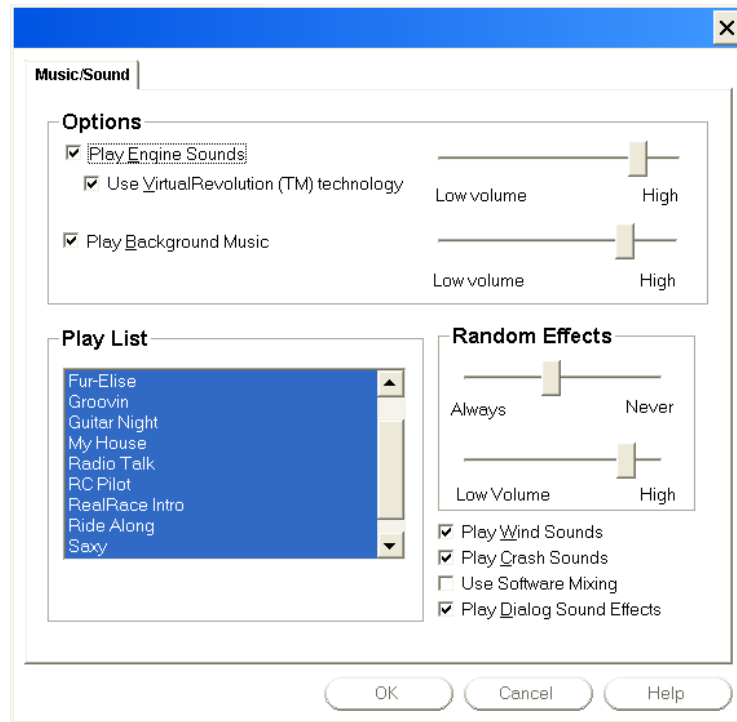 Music/Sound
Options
Play Engine Sounds
Use VirtualRevolution (TM) technology
Low volume High
Play Background Music
Low volume High
Play List
Fur-Elise
Groovin
Guitar Night
My House
Radio Talk
RC Pilot
RealRace Intro
Ride Along
Saxy
Random Effects
Always Never
Low Volume High
Play Wind Sounds
Play Crash Sounds
Use Software Mixing
Play Dialog Sound Effects
OK Cancel Help